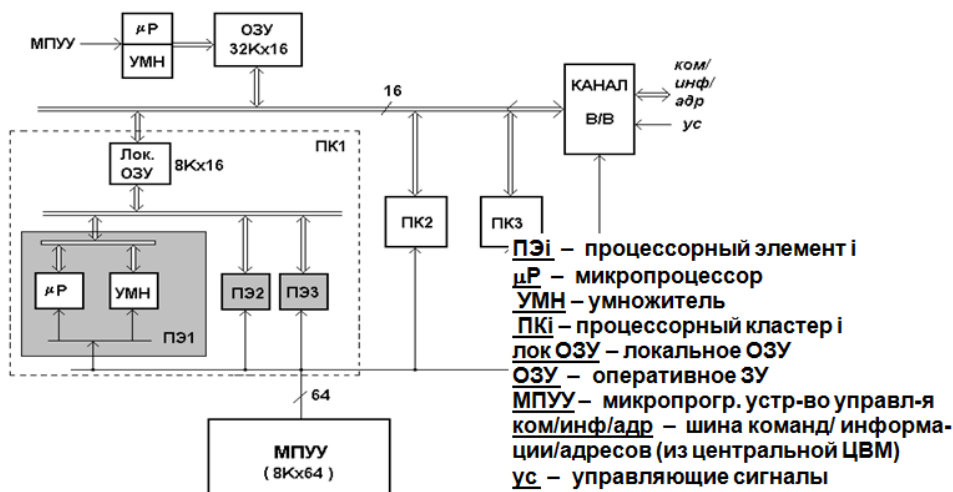 МПУУ
μP
УМН
ОЗУ
32Kx16
16
КАНАЛ
В/В
ком/
инф/
адр
ус
ПК1
Лок.
ОЗУ
8Kx16
ПК2
ПК3
μP
УМН
ПЭ2
ПЭ3
ПЭ1
64
МПУУ
( 8Kx64 )
ПЭi – процессорный элемент i
μP – микропроцессор
УМН – умножитель
ПКi – процессорный кластер i
лок ОЗУ – локальное ОЗУ
ОЗУ – оперативное ЗУ
МПУУ – микропрогр. устр-во управл-я
ком/инф/адр – шина команд/ информа-
ции/адресов (из центральной ЦВМ)
ус – управляющие сигналы